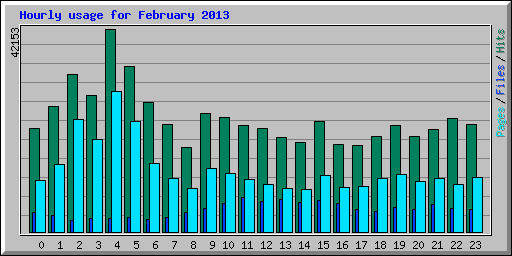 Hourly usage for February 2013
42153
Pages / Files / Hits
0 1 2 3 4 5 6 7 8 9 10 11 12 13 14 15 16 17 18 19 20 21 22 23